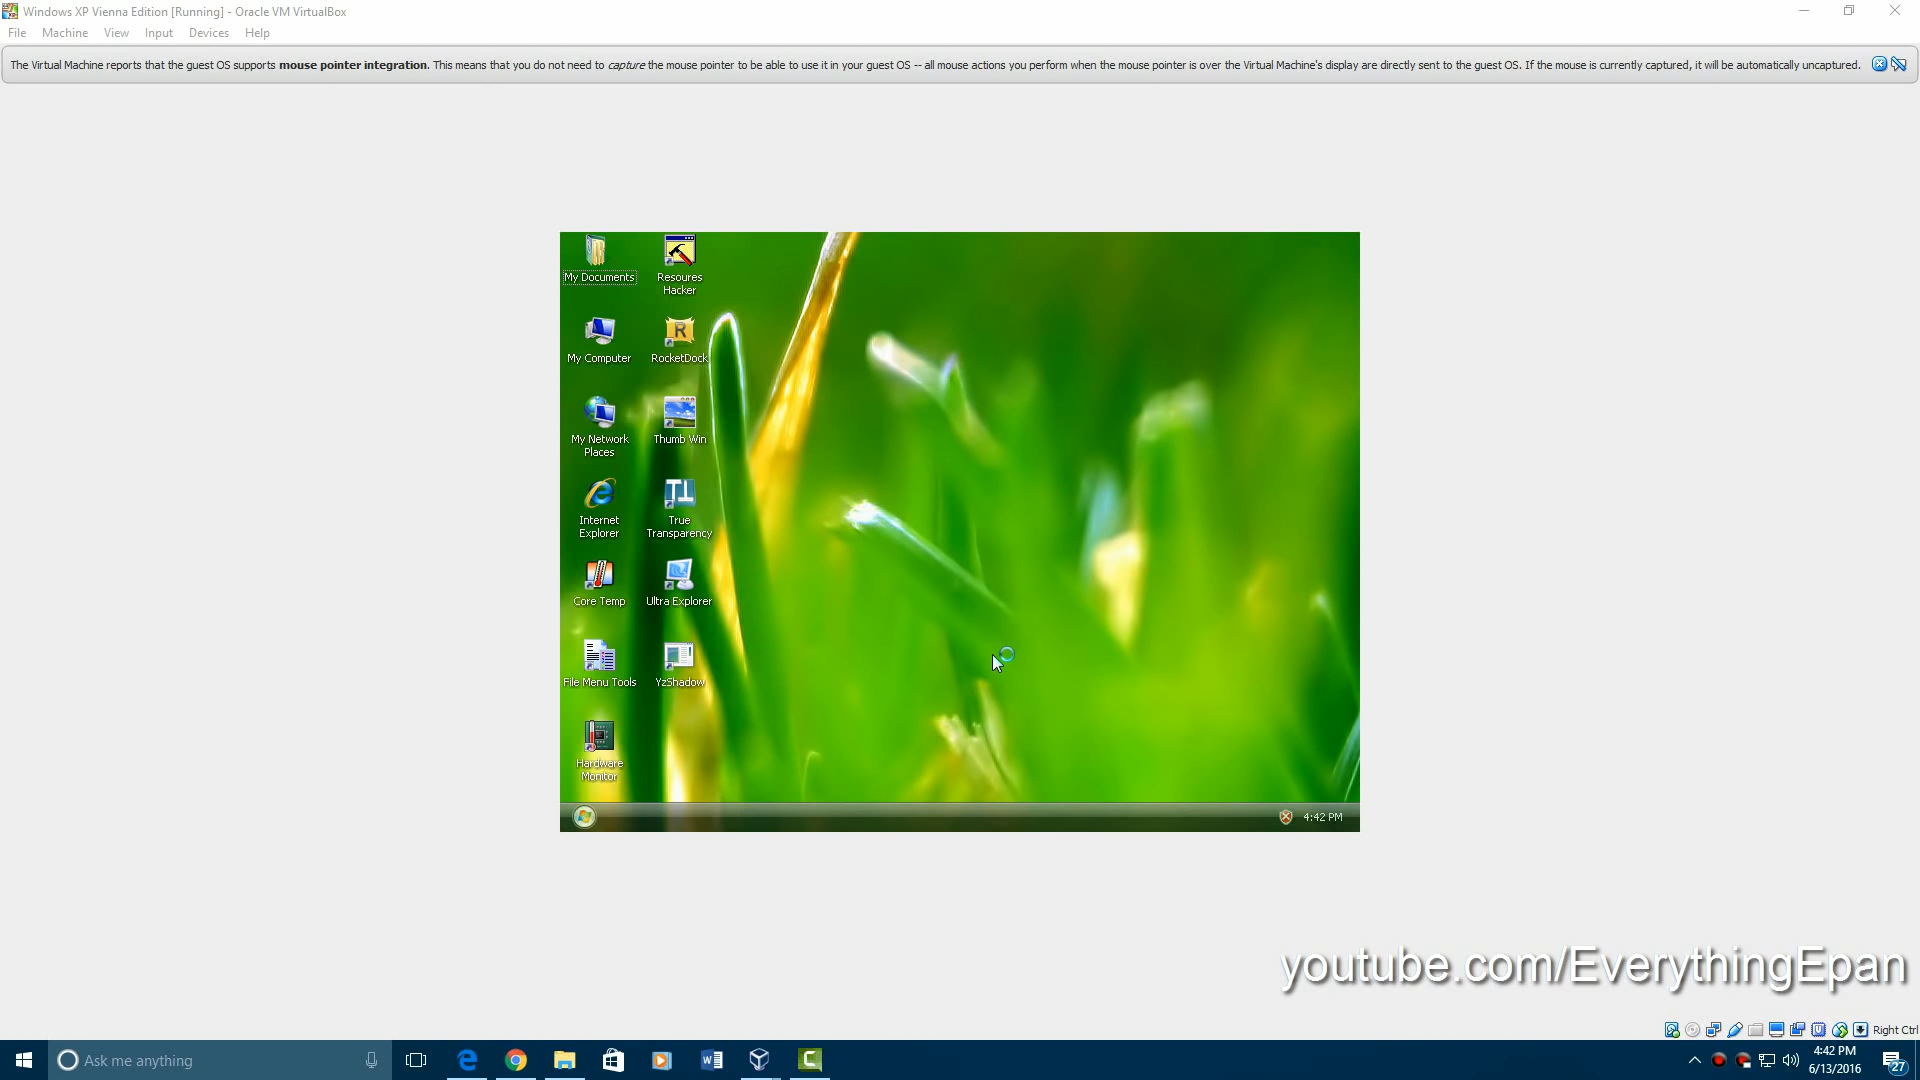 Windows XP Vienna Edition [Running] - Oracle VM VirtualBox
File Machine View Input Devices Help
The Virtual Machine reports that the guest OS supports mouse pointer integration. This means that you do not need to capture the mouse pointer to be able to use it in your guest OS -- all mouse actions you perform when the mouse pointer is over the Virtual Machine's display are directly sent to the guest OS. If the mouse is currently captured, it will be automatically uncaptured.
My Documents
Resoures
Hacker
My Computer
RocketDock
My Network
Places
Thumb Win
Internet
Explorer
True
Transparency
Core Temp
Ultra Explorer
File Menu Tools
YzShadow
Hardware
Monitor
4:42 PM
youtube.com/EverythingEpan
Right Ctrl
Ask me anything
4:42 PM
6/13/2016
27